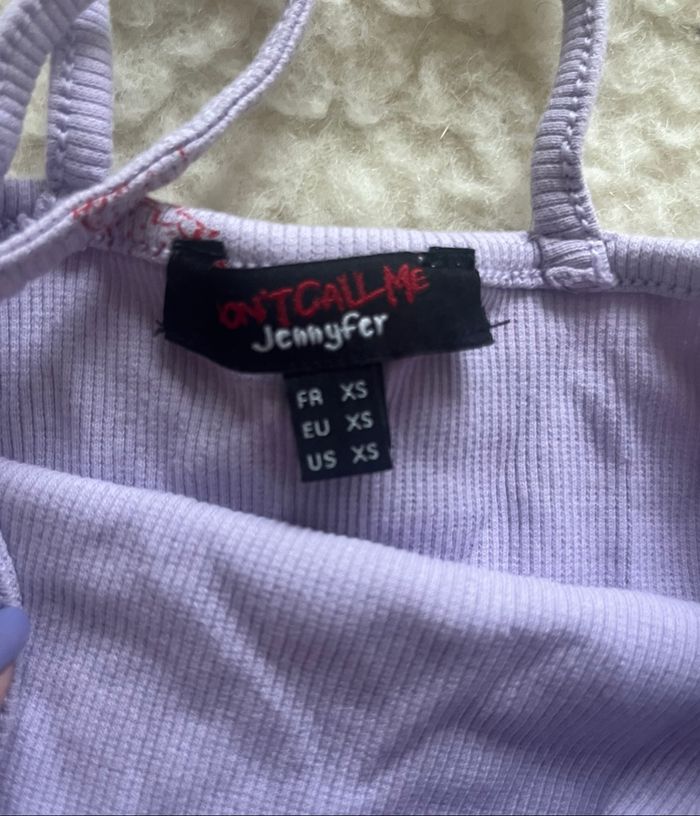 ON'T CALL ME
Jennyfer
FR XS
EU XS
US XS